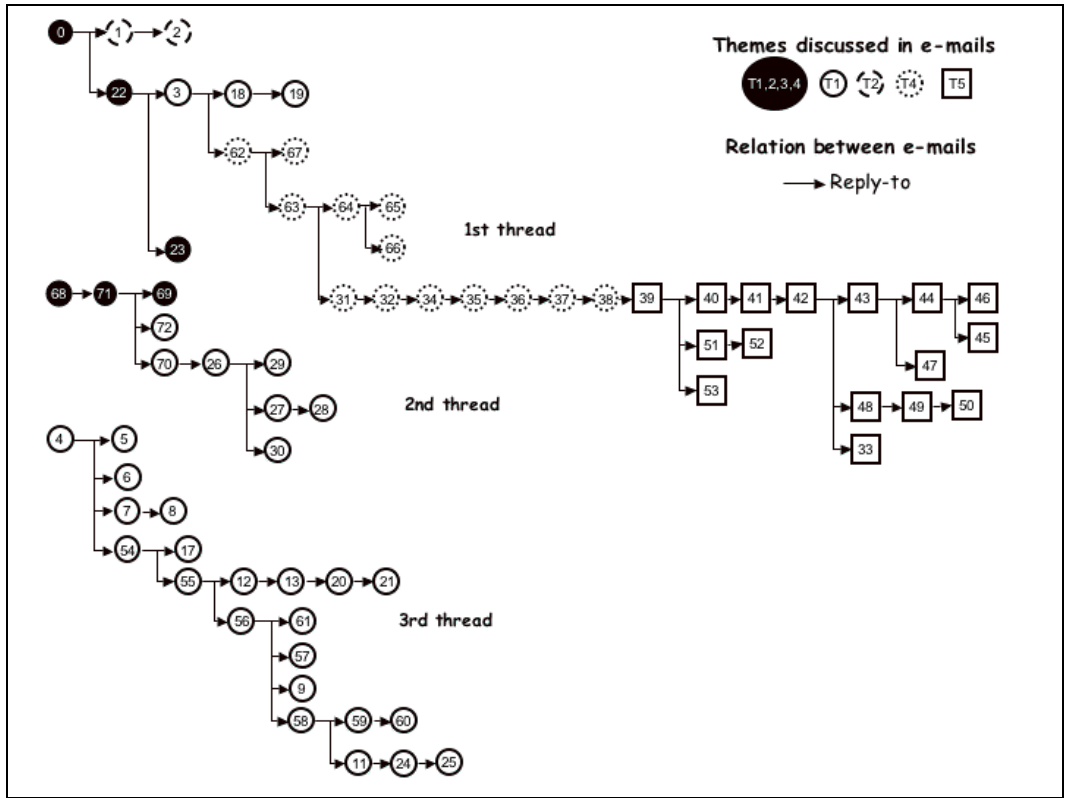 0 1 2
Themes discussed in e-mails
T1,2,3,4 T1 T2 T4 T5
22 3 18 19
Relation between e-mails
62 67
Reply-to
63 64 65
1st thread
66
23
68 71 69
31 32 34 35 36 37 38 39 40 41 42 43 44 46
72
51 52
45
70 26 29
47
53
27 28
2nd thread
48 49 50
4 5
30
33
6
7 8
54 17
55 12 13 20 21
56 61
3rd thread
57
9
58 59 60
11 24 25